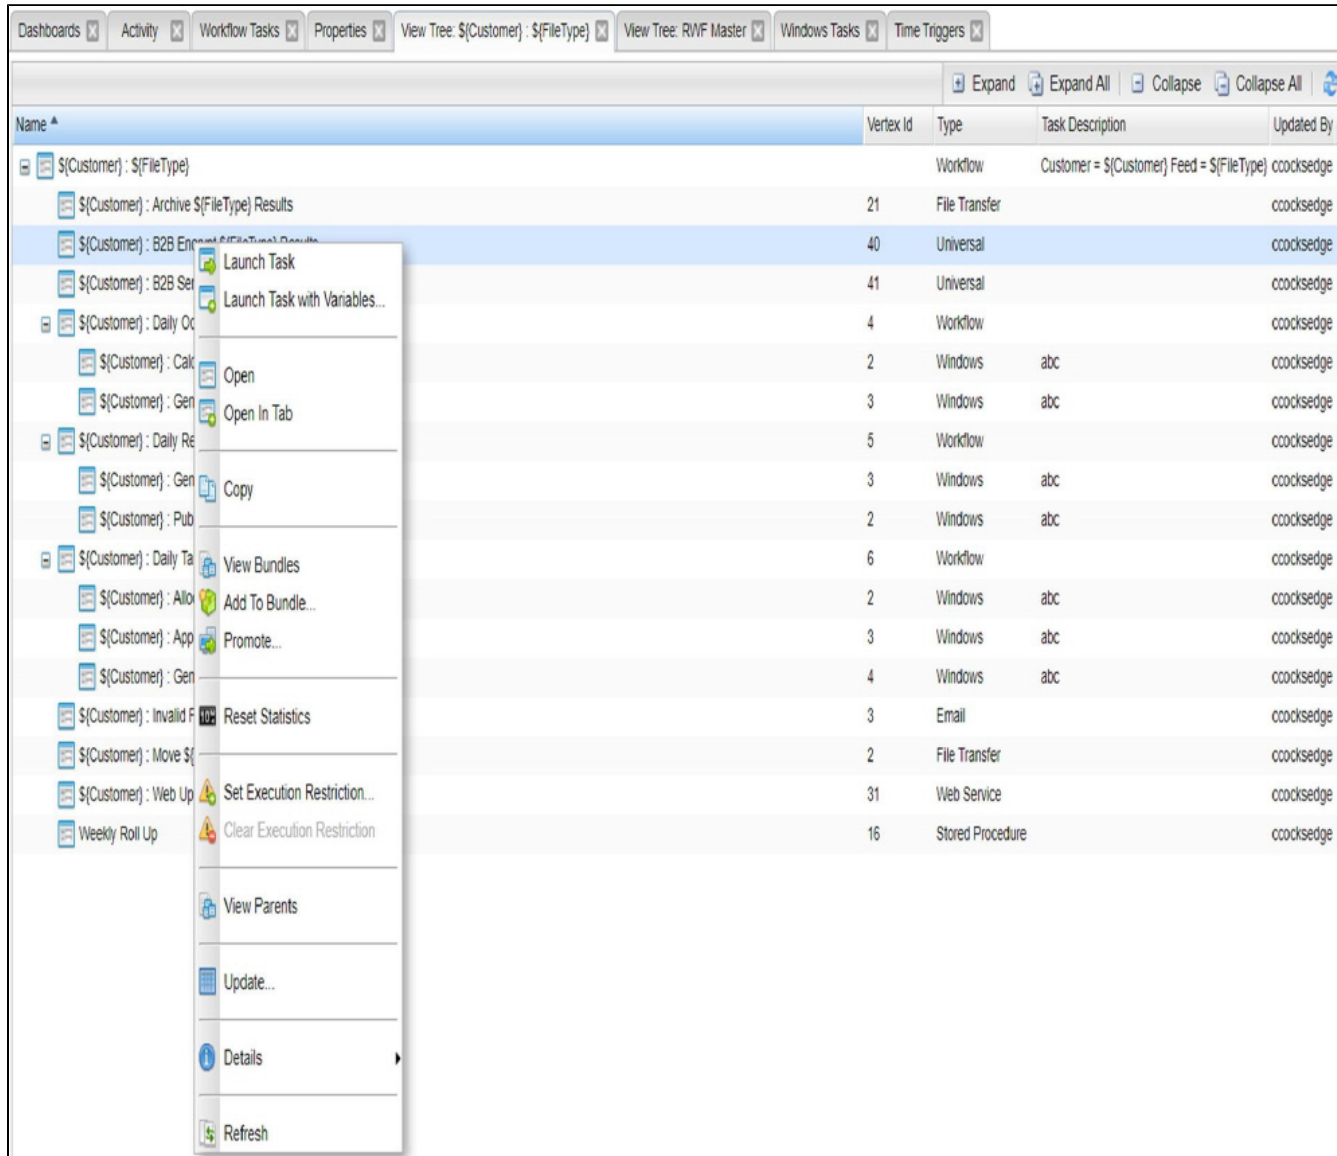 Dashboards Activity Workflow Tasks Properties View Tree: ${Customer} : ${FileType} View Tree: RWF Master Windows Tasks Time Triggers
Expand Expand All Collapse Collapse All
Name Vertex Id Type Task Description Updated By
${Customer} : ${FileType} Workflow Customer = ${Customer} Feed = ${FileType} ccocksedge
${Customer} : Archive ${FileType} Results 21 File Transfer ccocksedge
${Customer} : B2B Encrypt ${FileType} Results 40 Universal ccocksedge
Launch Task
${Customer} : B2B Ser 41 Universal ccocksedge
Launch Task with Variables...
${Customer} : Daily Oc 4 Workflow ccocksedge
${Customer} : Calc 2 Windows abc ccocksedge
Open
${Customer} : Gen 3 Windows abc ccocksedge
Open In Tab
${Customer} : Daily Re 5 Workflow ccocksedge
${Customer} : Gen 3 Windows abc ccocksedge
Copy
${Customer} : Pub 2 Windows abc ccocksedge
${Customer} : Daily Ta 6 Workflow ccocksedge
View Bundles
${Customer} : Allo 2 Windows abc ccocksedge
Add To Bundle...
${Customer} : App 3 Windows abc ccocksedge
Promote...
${Customer} : Gen 4 Windows abc ccocksedge
${Customer} : Invalid F 3 Email ccocksedge
Reset Statistics
${Customer} : Move ${ 2 File Transfer ccocksedge
${Customer} : Web Up 31 Web Service ccocksedge
Set Execution Restriction...
Weekly Roll Up 16 Stored Procedure ccocksedge
Clear Execution Restriction
View Parents
Update...
Details
Refresh